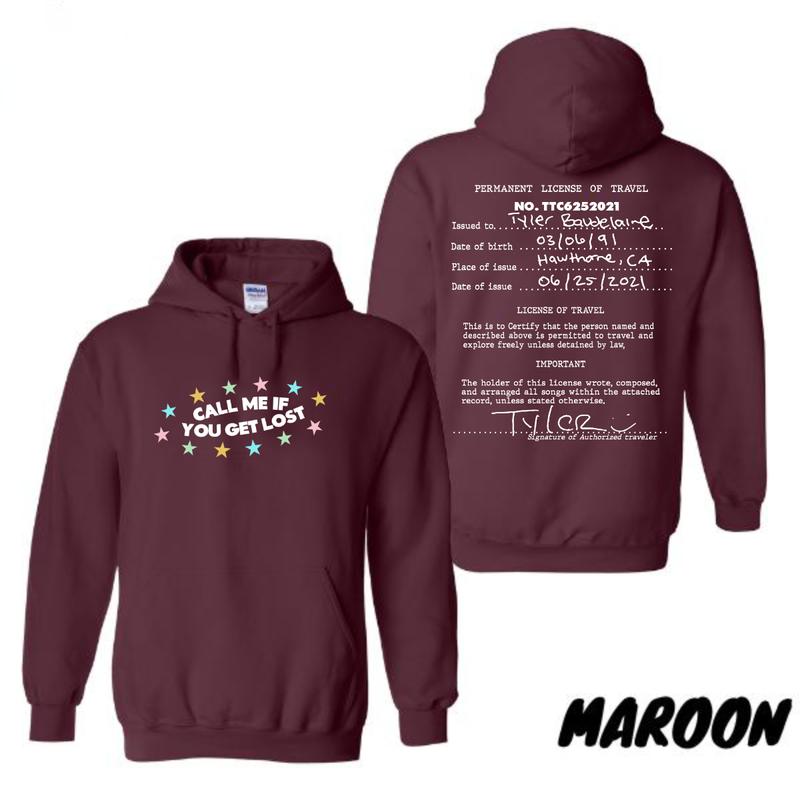 CALL ME IF
YOU GET LOST
PERMANENT LICENSE OF TRAVEL
NO. TTC6252021
Issued to. Tyler Baudelaire
Date of birth 03/06/91
Place of issue Hawthorne, CA
Date of issue 06/25/2021
LICENSE OF TRAVEL
This is to Certify that the person named and
described above is permitted to travel and
explore freely unless detained by law,
IMPORTANT
The holder of this license wrote, composed,
and arranged all songs within the attached
record, unless stated otherwise.
TYLER
Signature of Authorized traveler
MAROON